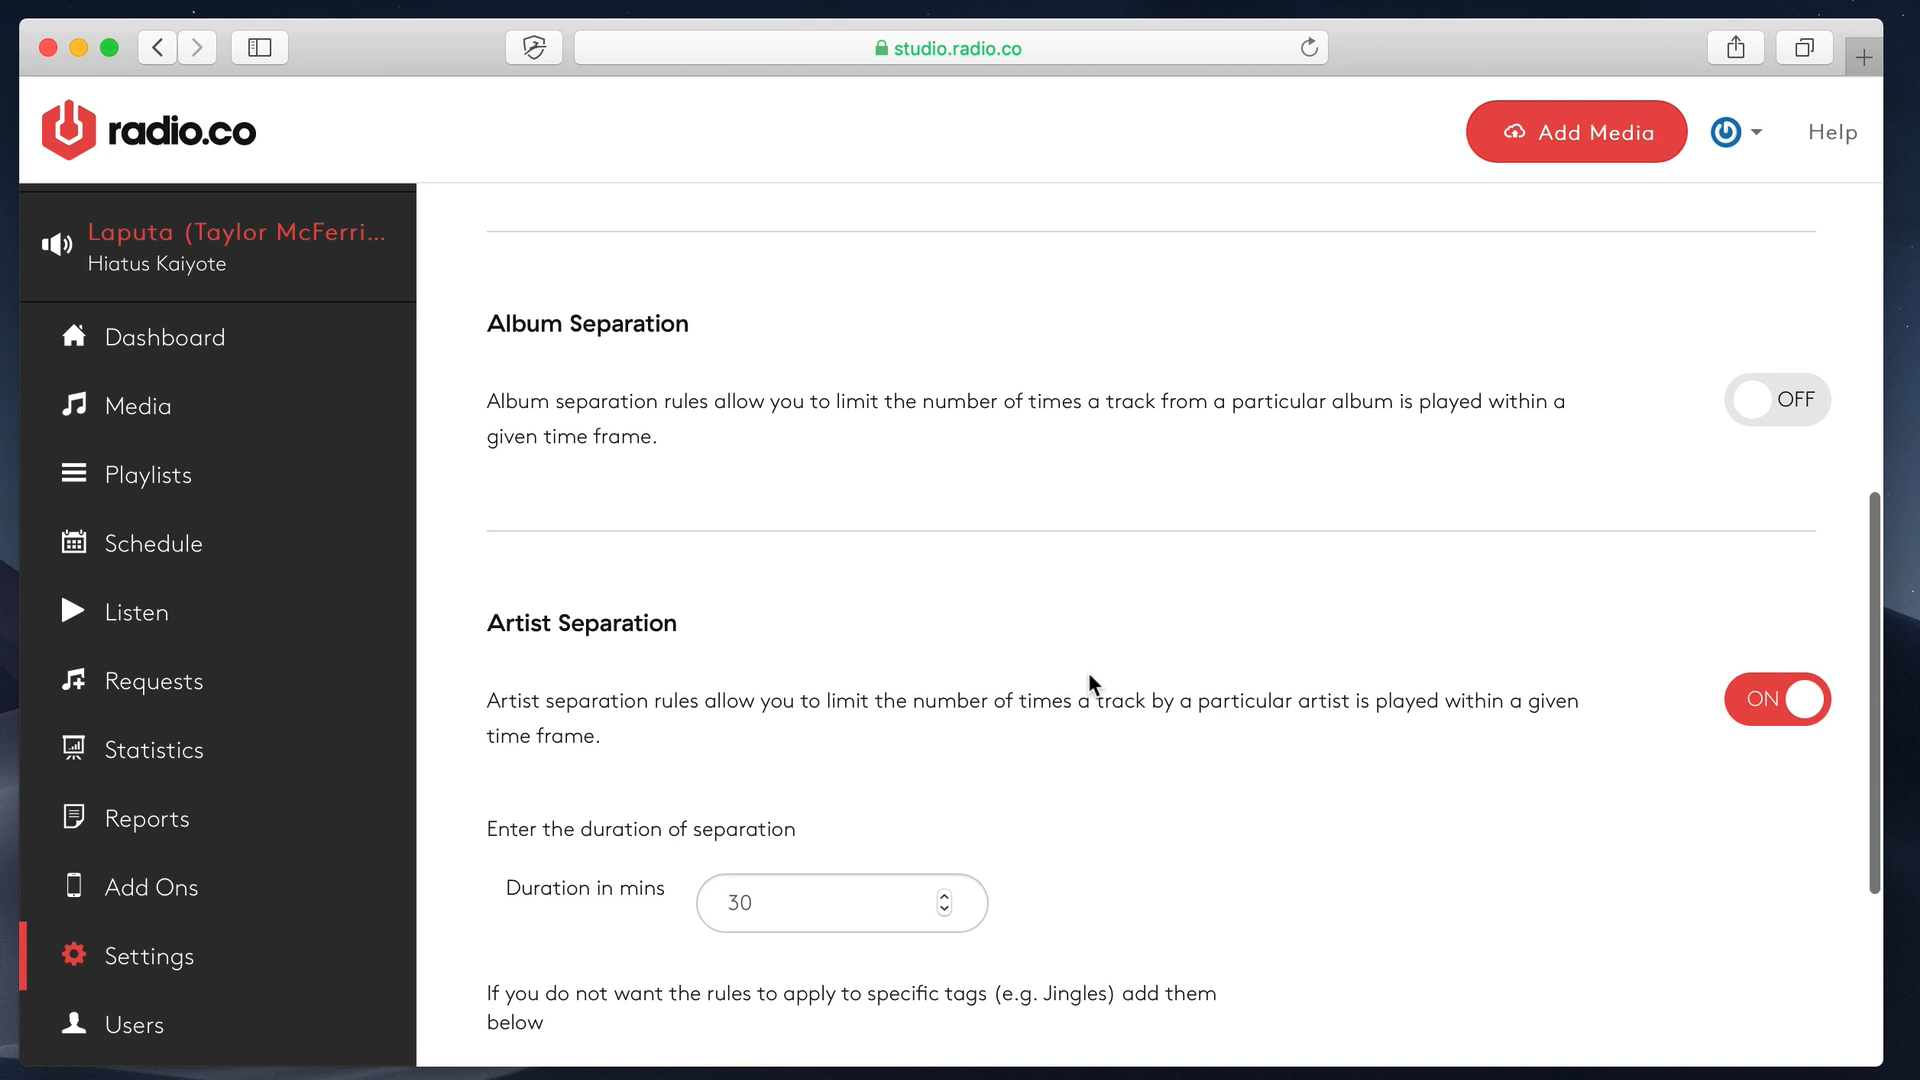 studio.radio.co
radio.co
Add Media
Help
Laputa (Taylor McFerri...
Hiatus Kaiyote
Dashboard
Media
Playlists
Schedule
Listen
Requests
Statistics
Reports
Add Ons
Settings
Users
Album Separation
Album separation rules allow you to limit the number of times a track from a particular album is played within a
given time frame.
OFF
Artist Separation
Artist separation rules allow you to limit the number of times a track by a particular artist is played within a given
time frame.
ON
Enter the duration of separation
Duration in mins
30
If you do not want the rules to apply to specific tags (e.g. Jingles) add them
below